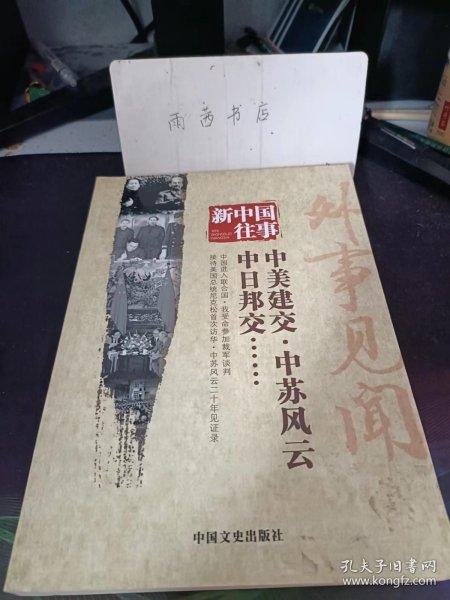 雨茜书店
新中国
往事
XIN
ZHONGGUO
WANGSHI
外事见闻
中美建交·中苏风云
中日邦交……
中国进入联合国·我受命参加裁军谈判
接待美国总统尼克松首次访华·中苏风云二十年见证录
中国文史出版社
孔夫子旧书网
www.kongfz.com